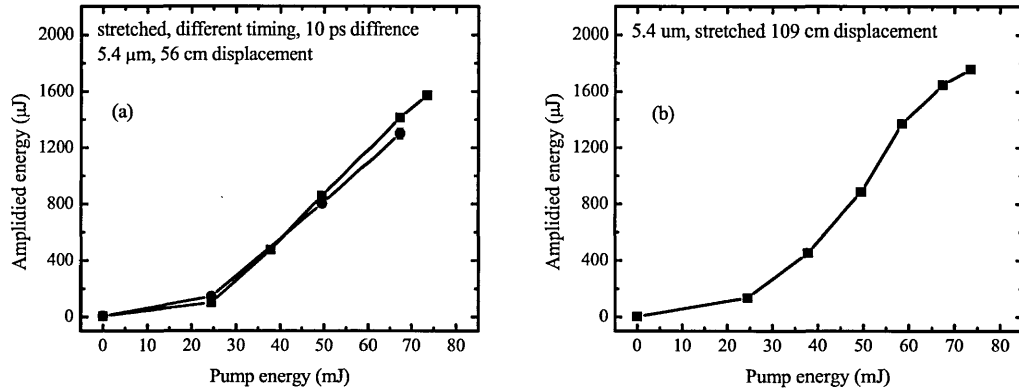 stretched, different timing, 10 ps diffrence
5.4 μm, 56 cm displacement
(a)
2000
1600
1200
800
400
0
Amplidied energy (μJ)
0 10 20 30 40 50 60 70 80
Pump energy (mJ)
5.4 um, stretched 109 cm displacement
(b)
2000
1600
1200
800
400
0
Amplidied energy (μJ)
0 10 20 30 40 50 60 70 80
Pump energy (mJ)